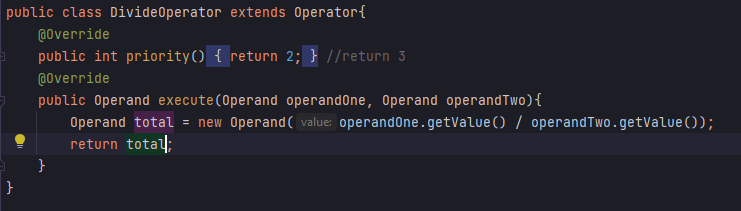 public class DivideOperator extends Operator{
@Override
public int priority() { return 2; } //return 3
@Override
public Operand execute(Operand operandOne, Operand operandTwo){
Operand total = new Operand( value: operandOne.getValue() / operandTwo.getValue());
return total;
}
}